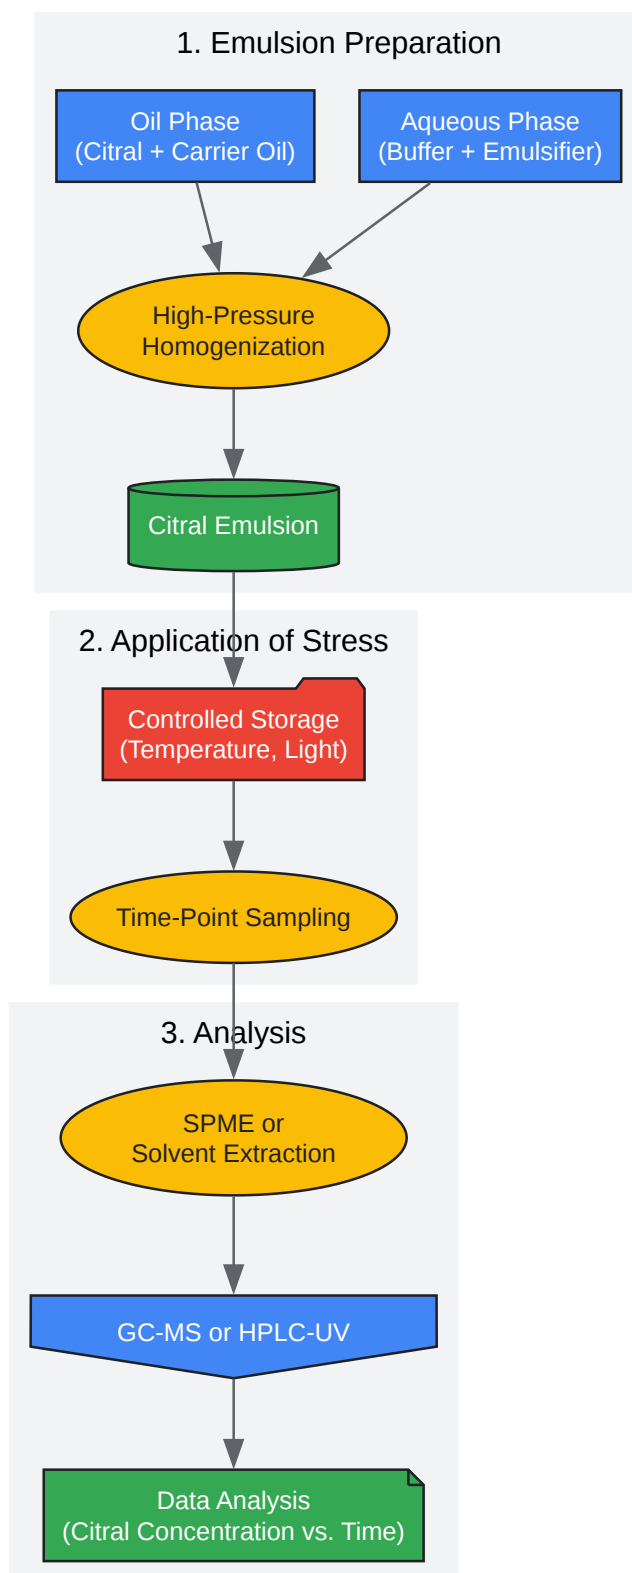 1. Emulsion Preparation
Oil Phase
(Citral + Carrier Oil)
Aqueous Phase
(Buffer + Emulsifier)
High-Pressure
Homogenization
Citral Emulsion
2. Application of Stress
Controlled Storage
(Temperature, Light)
Time-Point Sampling
3. Analysis
SPME or
Solvent Extraction
GC-MS or HPLC-UV
Data Analysis
(Citral Concentration vs. Time)